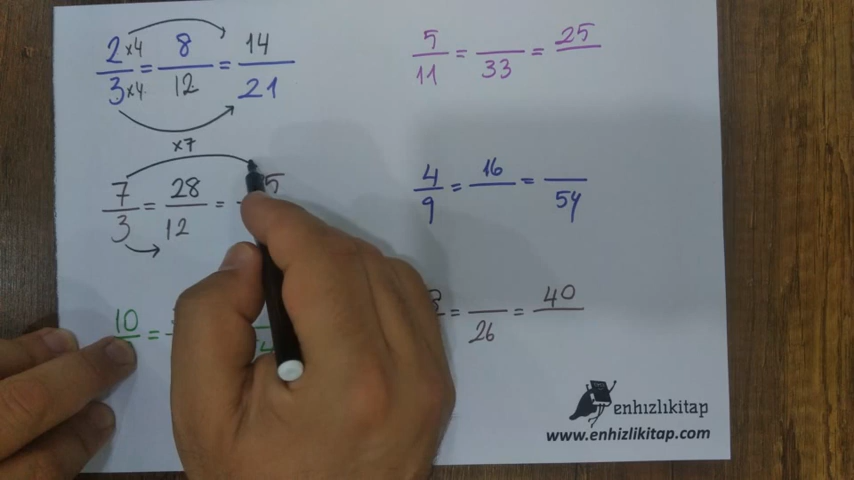 2 ×4 / 3 ×4 = 8 / 12 = 14 / 21
×7
7 / 3 = 28 / 12 =
10
5 / 11 = / 33 = 25 /
4 / 9 = 16 / = / 54
= / 26 = 40 /
enhızlıkitap
www.enhizlikitap.com